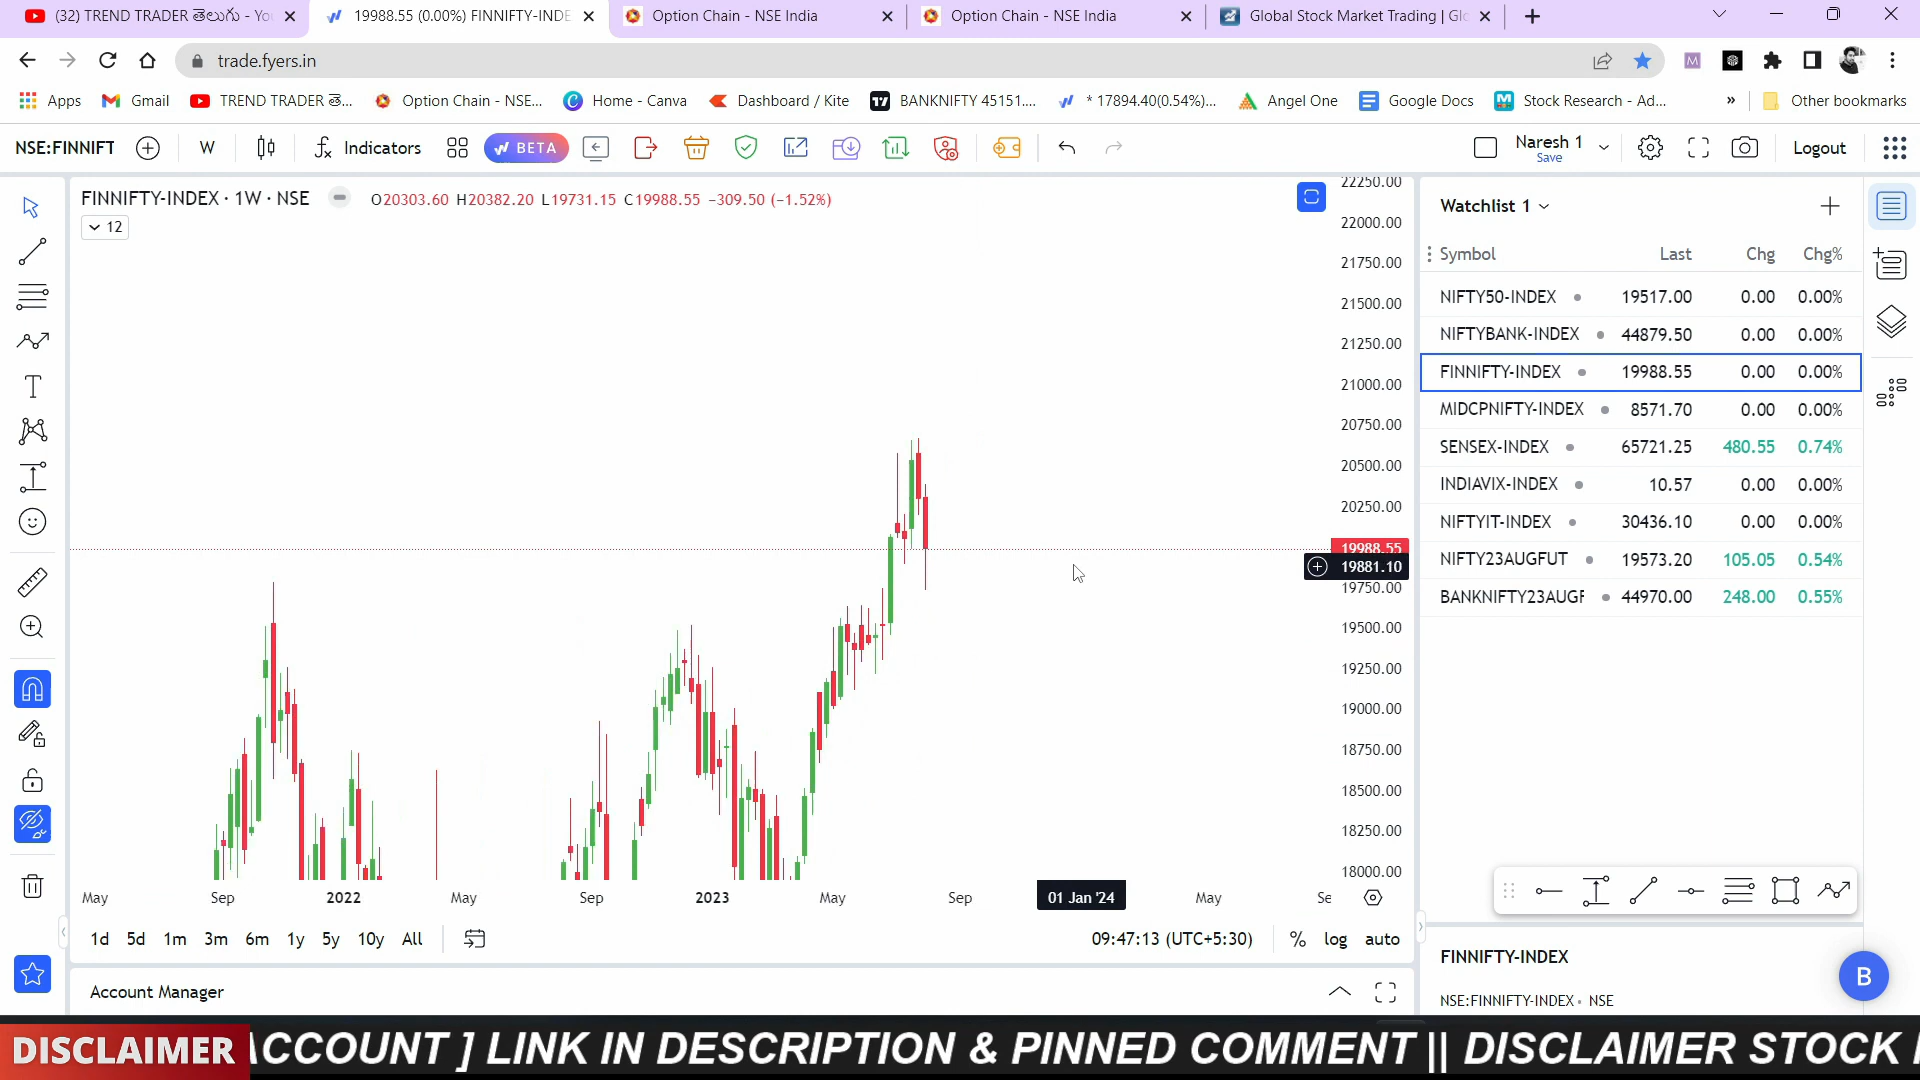 (32) TREND TRADER తెలుగు - Yo
19988.55 (0.00%) FINNIFTY-INDE
Option Chain - NSE India
Option Chain - NSE India
Global Stock Market Trading | Glo
trade.fyers.in
Apps
Gmail
TREND TRADER తె...
Option Chain - NSE...
Home - Canva
Dashboard / Kite
BANKNIFTY 45151....
* 17894.40(0.54%)...
Angel One
Google Docs
Stock Research - Ad...
»
Other bookmarks
NSE:FINNIFT
W
Indicators
BETA
Naresh 1
Save
Logout
FINNIFTY-INDEX · 1W · NSE
O20303.60 H20382.20 L19731.15 C19988.55 −309.50 (−1.52%)
12
22250.00
22000.00
21750.00
21500.00
21250.00
21000.00
20750.00
20500.00
20250.00
19988.55
19881.10
19750.00
19500.00
19250.00
19000.00
18750.00
18500.00
18250.00
18000.00
May
Sep
2022
May
Sep
2023
May
Sep
01 Jan '24
May
Se
1d 5d 1m 3m 6m 1y 5y 10y All
09:47:13 (UTC+5:30)
% log auto
Account Manager
Watchlist 1
Symbol Last Chg Chg%
NIFTY50-INDEX 19517.00 0.00 0.00%
NIFTYBANK-INDEX 44879.50 0.00 0.00%
FINNIFTY-INDEX 19988.55 0.00 0.00%
MIDCPNIFTY-INDEX 8571.70 0.00 0.00%
SENSEX-INDEX 65721.25 480.55 0.74%
INDIAVIX-INDEX 10.57 0.00 0.00%
NIFTYIT-INDEX 30436.10 0.00 0.00%
NIFTY23AUGFUT 19573.20 105.05 0.54%
BANKNIFTY23AUGF 44970.00 248.00 0.55%
FINNIFTY-INDEX
NSE:FINNIFTY-INDEX • NSE
B
DISCLAIMER
ACCOUNT ] LINK IN DESCRIPTION & PINNED COMMENT || DISCLAIMER STOCK